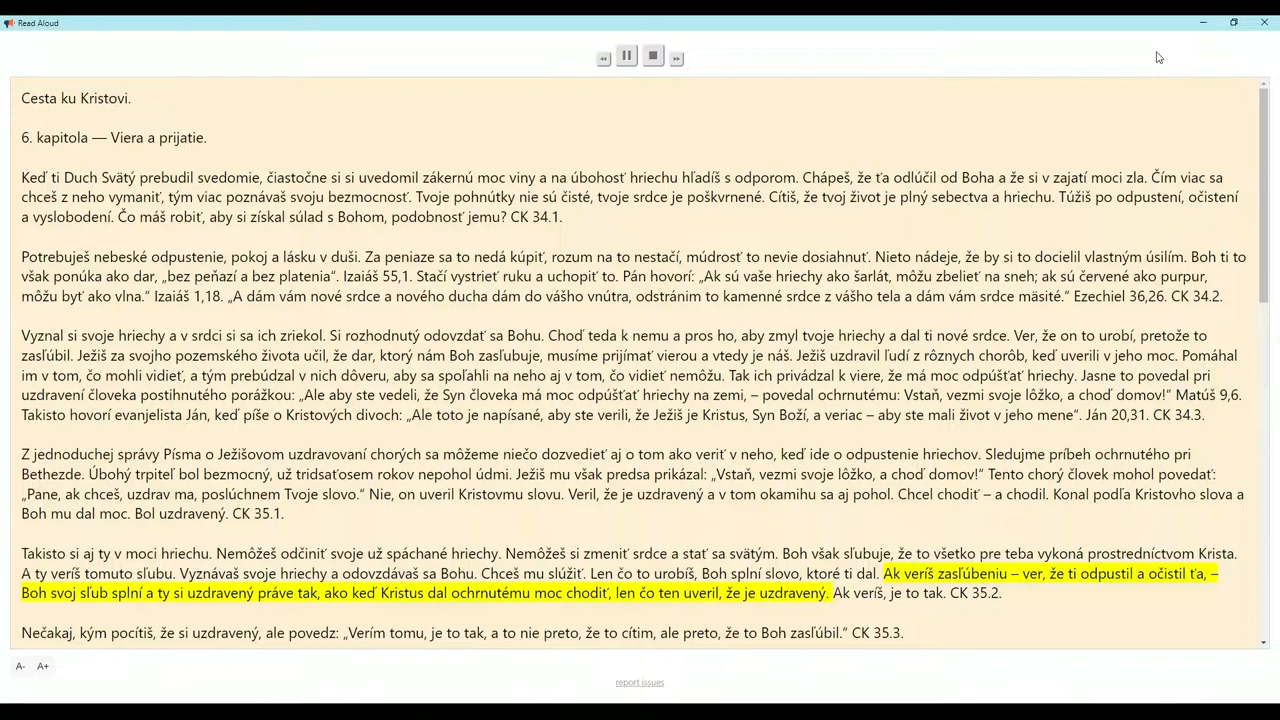 Read Aloud
Cesta ku Kristovi.
6. kapitola — Viera a prijatie.
Keď ti Duch Svätý prebudil svedomie, čiastočne si si uvedomil zákernú moc viny a na úbohosť hriechu hľadíš s odporom. Chápeš, že ťa odlúčil od Boha a že si v zajatí moci zla. Čím viac sa
chceš z neho vymaniť, tým viac poznávaš svoju bezmocnosť. Tvoje pohnútky nie sú čisté, tvoje srdce je poškvrnené. Cítiš, že tvoj život je plný sebectva a hriechu. Túžiš po odpustení, očistení
a vyslobodení. Čo máš robiť, aby si získal súlad s Bohom, podobnosť jemu? CK 34.1.
Potrebuješ nebeské odpustenie, pokoj a lásku v duši. Za peniaze sa to nedá kúpiť, rozum na to nestačí, múdrosť to nevie dosiahnuť. Nieto nádeje, že by si to docielil vlastným úsilím. Boh ti to
však ponúka ako dar, „bez peňazí a bez platenia“. Izaiáš 55,1. Stačí vystrieť ruku a uchopiť to. Pán hovorí: „Ak sú vaše hriechy ako šarlát, môžu zbelieť na sneh; ak sú červené ako purpur,
môžu byť ako vlna.“ Izaiáš 1,18. „A dám vám nové srdce a nového ducha dám do vášho vnútra, odstránim to kamenné srdce z vášho tela a dám vám srdce mäsité.“ Ezechiel 36,26. CK 34.2.
Vyznal si svoje hriechy a v srdci si sa ich zriekol. Si rozhodnutý odovzdať sa Bohu. Choď teda k nemu a pros ho, aby zmyl tvoje hriechy a dal ti nové srdce. Ver, že on to urobí, pretože to
zasľúbil. Ježiš za svojho pozemského života učil, že dar, ktorý nám Boh zasľubuje, musíme prijímať vierou a vtedy je náš. Ježiš uzdravil ľudí z rôznych chorôb, keď uverili v jeho moc. Pomáhal
im v tom, čo mohli vidieť, a tým prebúdzal v nich dôveru, aby sa spoľahli na neho aj v tom, čo vidieť nemôžu. Tak ich privádzal k viere, že má moc odpúšťať hriechy. Jasne to povedal pri
uzdravení človeka postihnutého porážkou: „Ale aby ste vedeli, že Syn človeka má moc odpúšťať hriechy na zemi, – povedal ochrnutému: Vstaň, vezmi svoje lôžko, a choď domov!“ Matúš 9,6.
Takisto hovorí evanjelista Ján, keď píše o Kristových divoch: „Ale toto je napísané, aby ste verili, že Ježiš je Kristus, Syn Boží, a veriac – aby ste mali život v jeho mene“. Ján 20,31. CK 34.3.
Z jednoduchej správy Písma o Ježišovom uzdravovaní chorých sa môžeme niečo dozvedieť aj o tom ako veriť v neho, keď ide o odpustenie hriechov. Sledujme príbeh ochrnutého pri
Bethezde. Úbohý trpiteľ bol bezmocný, už tridsaťosem rokov nepohol údmi. Ježiš mu však predsa prikázal: „Vstaň, vezmi svoje lôžko, a choď domov!“ Tento chorý človek mohol povedať:
„Pane, ak chceš, uzdrav ma, poslúchnem Tvoje slovo.“ Nie, on uveril Kristovmu slovu. Veril, že je uzdravený a v tom okamihu sa aj pohol. Chcel chodiť – a chodil. Konal podľa Kristovho slova a
Boh mu dal moc. Bol uzdravený. CK 35.1.
Takisto si aj ty v moci hriechu. Nemôžeš odčiniť svoje už spáchané hriechy. Nemôžeš si zmeniť srdce a stať sa svätým. Boh však sľubuje, že to všetko pre teba vykoná prostredníctvom Krista.
A ty veríš tomuto sľubu. Vyznávaš svoje hriechy a odovzdávaš sa Bohu. Chceš mu slúžiť. Len čo to urobíš, Boh splní slovo, ktoré ti dal. Ak veríš zasľúbeniu – ver, že ti odpustil a očistil ťa, –
Boh svoj sľub splní a ty si uzdravený práve tak, ako keď Kristus dal ochrnutému moc chodiť, len čo ten uveril, že je uzdravený. Ak veríš, je to tak. CK 35.2.
Nečakaj, kým pocítiš, že si uzdravený, ale povedz: „Verím tomu, je to tak, a to nie preto, že to cítim, ale preto, že to Boh zasľúbil.“ CK 35.3.
A- A+
report issues